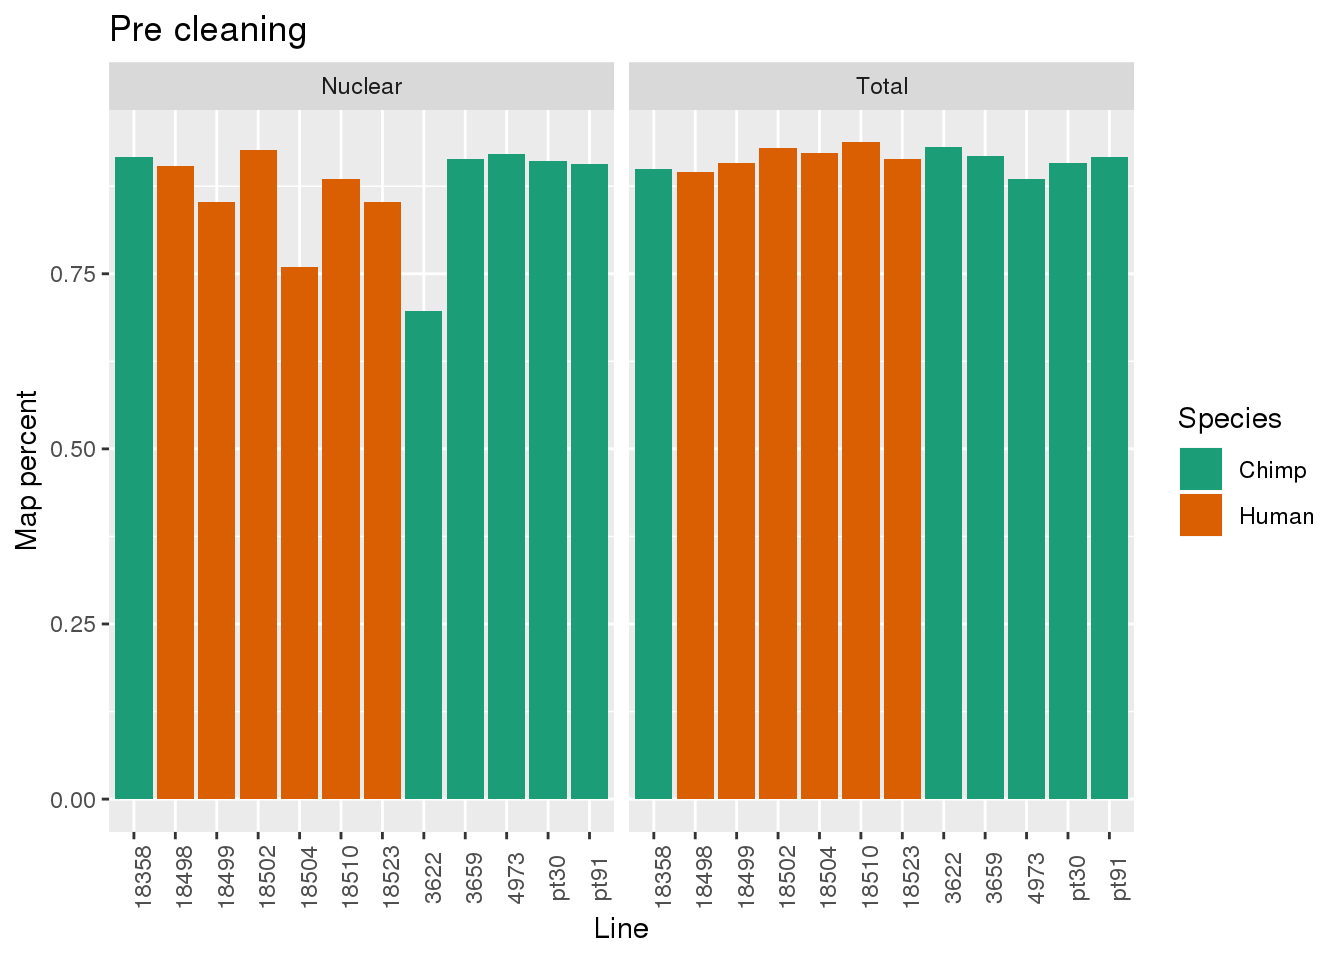 Pre cleaning
Nuclear
Total
Map percent
0.75
0.50
0.25
0.00
18358
18498
18499
18502
18504
18510
18523
3622
3659
4973
pt30
pt91
18358
18498
18499
18502
18504
18510
18523
3622
3659
4973
pt30
pt91
Line
Species
Chimp
Human